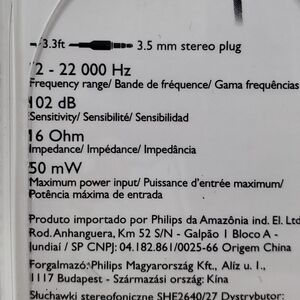 3.3ft 3.5 mm stereo plug
2 - 22 000 Hz
Frequency range/ Bande de fréquence/ Gama frequências
102 dB
Sensitivity/ Sensibilité/ Sensibilidad
16 Ohm
Impedance/ Impédance/ Impedância
50 mW
Maximum power input/ Puissance d'entrée maximum/
Potência máxima de entrada
Produto importado por Philips da Amazônia ind. El. Ltd
Rod.Anhanguera, Km 52 S/N - Galpão 1 Bloco A -
Jundiaí / SP CNPJ: 04.182.861/0025-66 Origem China
Forgalmazó: Philips Magyarország Kft., Alíz u. 1.,
1117 Budapest - Származási ország: Kína
Słuchawki stereofoniczne SHE2640/27 Dystrybutor: